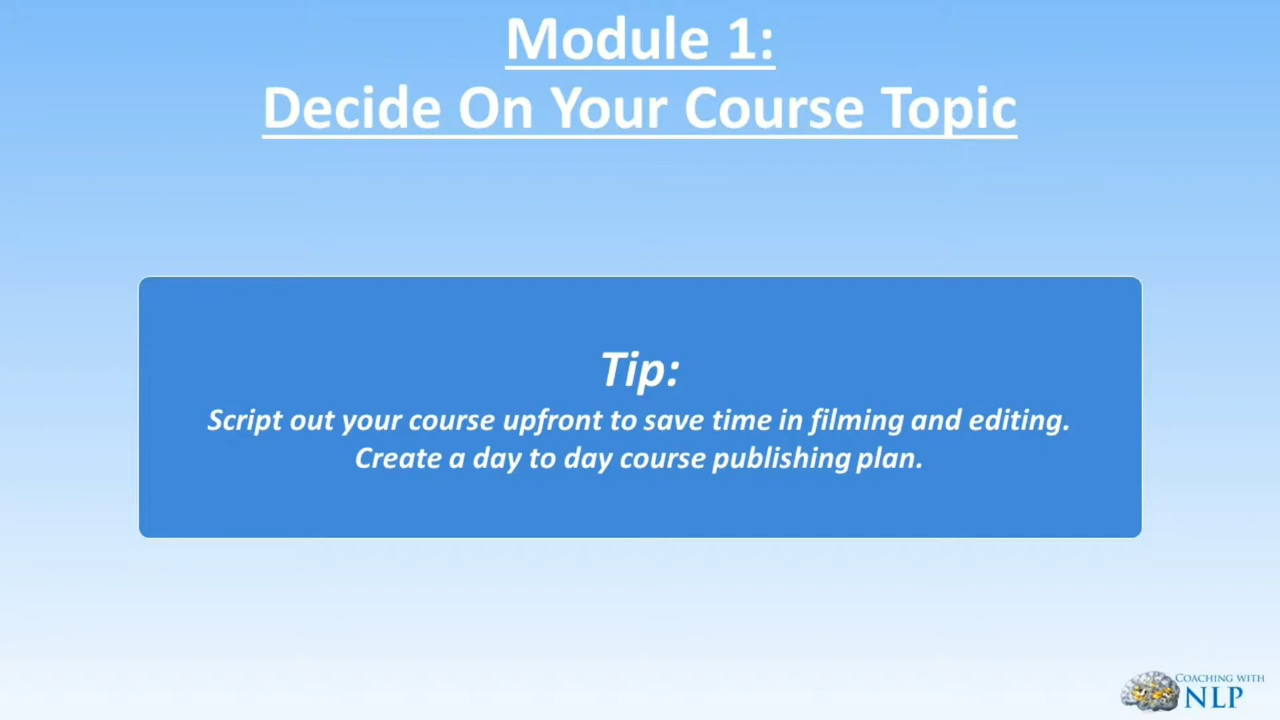 Module 1:
Decide On Your Course Topic
Tip:
Script out your course upfront to save time in filming and editing.
Create a day to day course publishing plan.
COACHING WITH
NLP